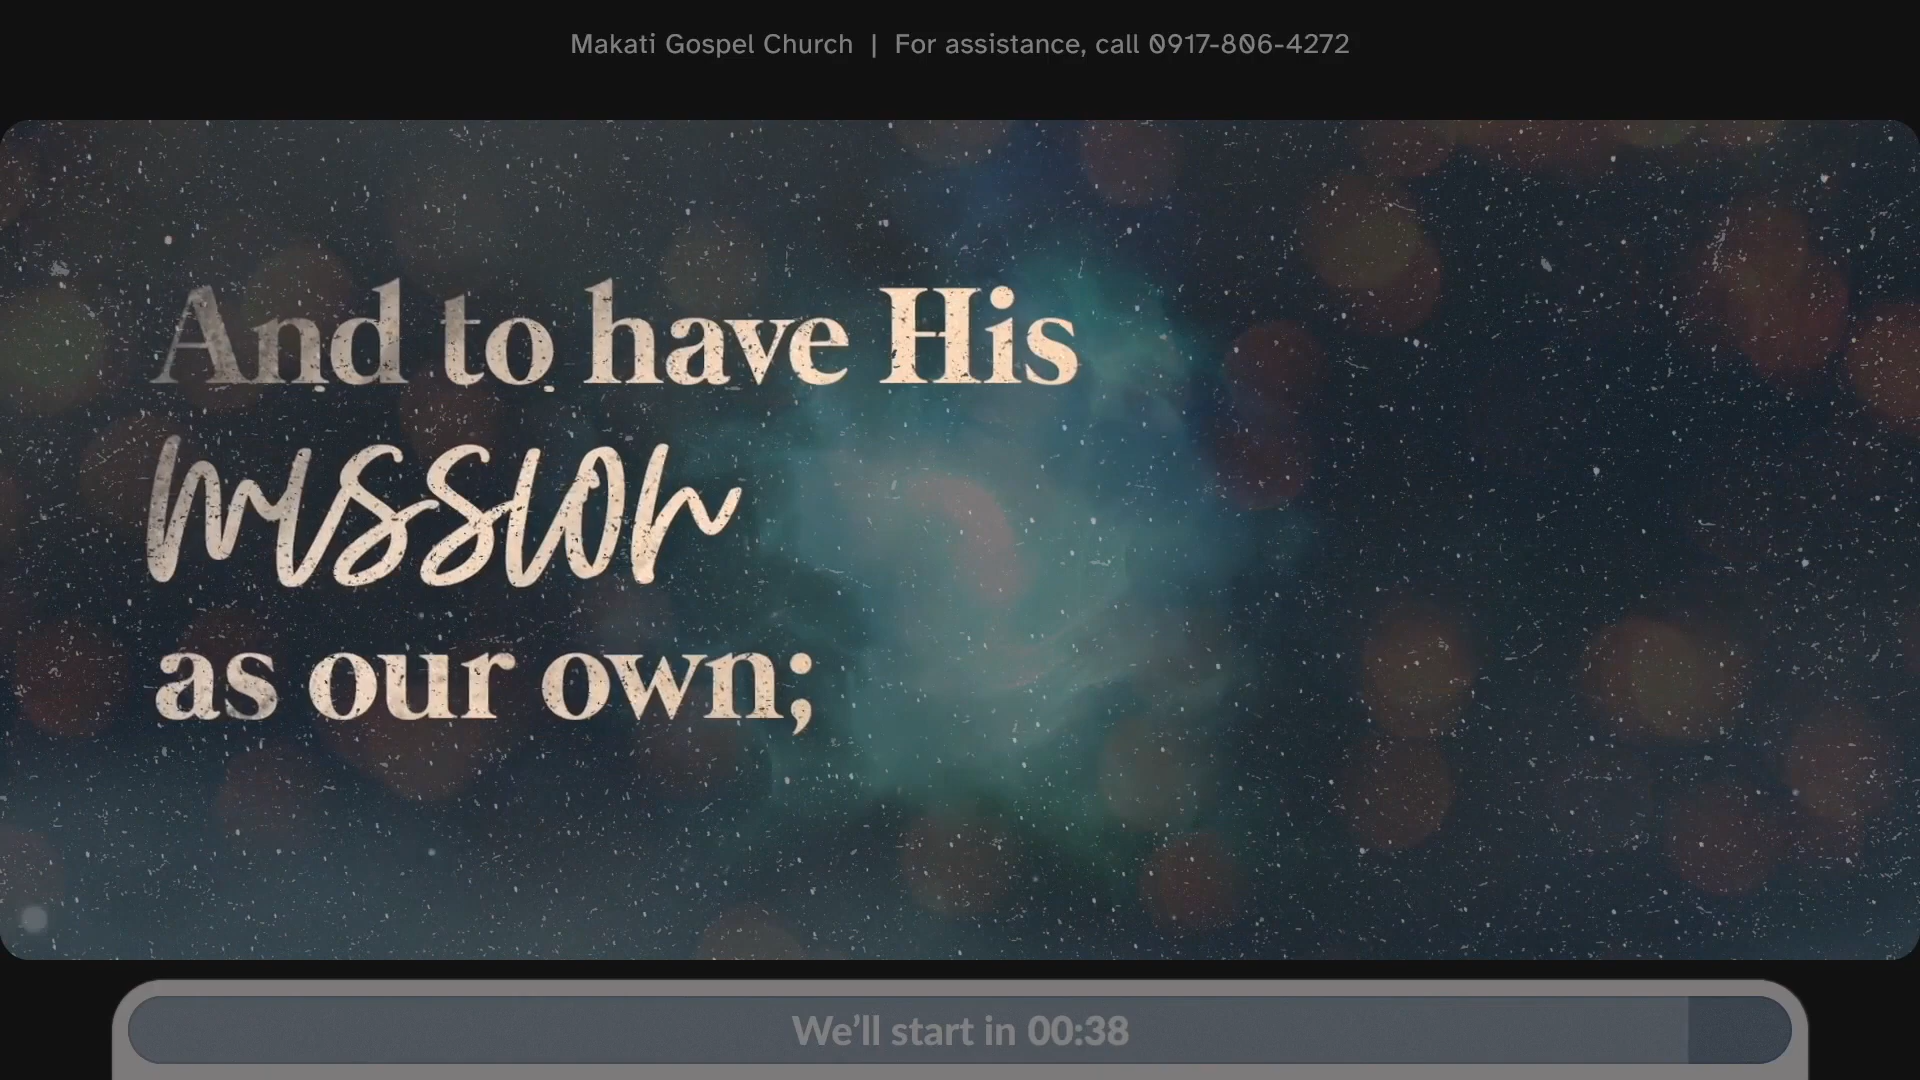 Makati Gospel Church | For assistance, call 0917-806-4272
And to have His
mission
as our own;
We’ll start in 00:38